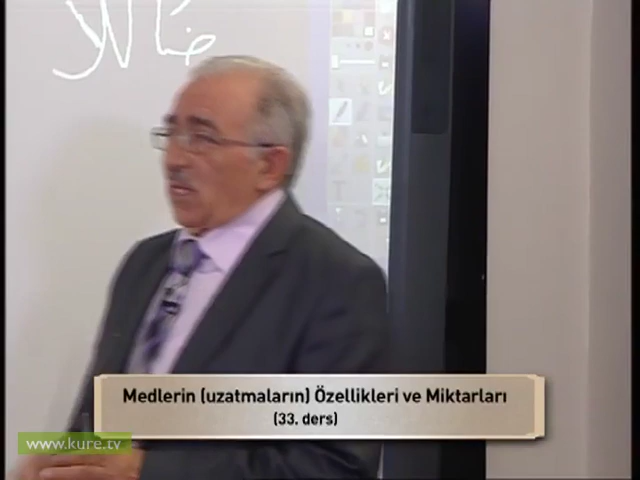 Medlerin (uzatmaların) Özellikleri ve Miktarları
(33. ders)
www.kure.tv